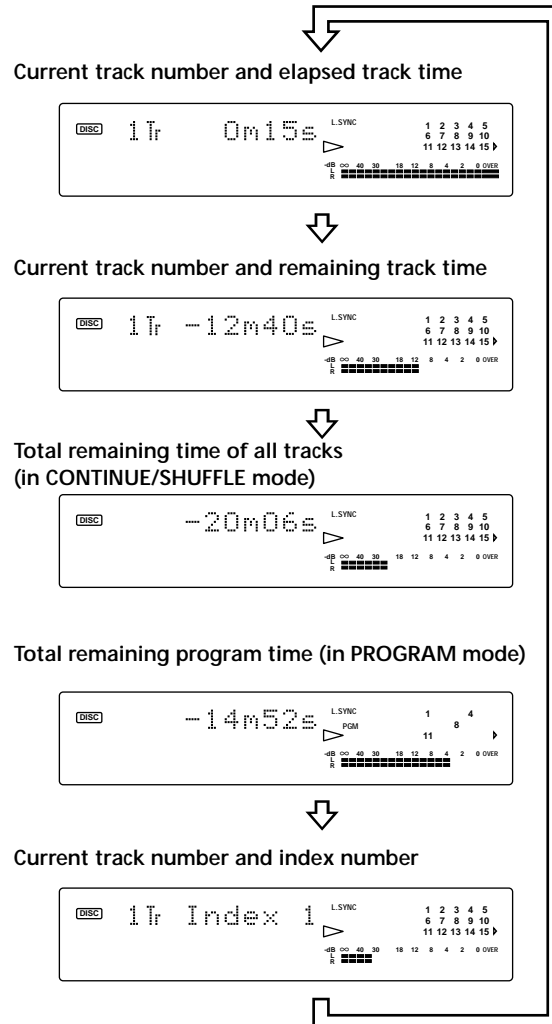 Current track number and elapsed track time
DISC 1Tr 0m15s L.SYNC 1 2 3 4 5
6 7 8 9 10
11 12 13 14 15
-dB ∞ 40 30 18 12 8 4 2 0 OVER
L
R
Current track number and remaining track time
DISC 1Tr -12m40s L.SYNC 1 2 3 4 5
6 7 8 9 10
11 12 13 14 15
-dB ∞ 40 30 18 12 8 4 2 0 OVER
L
R
Total remaining time of all tracks
(in CONTINUE/SHUFFLE mode)
DISC -20m06s L.SYNC 1 2 3 4 5
6 7 8 9 10
11 12 13 14 15
-dB ∞ 40 30 18 12 8 4 2 0 OVER
L
R
Total remaining program time (in PROGRAM mode)
DISC -14m52s L.SYNC 1 4
PGM 8
11
-dB ∞ 40 30 18 12 8 4 2 0 OVER
L
R
Current track number and index number
DISC 1Tr Index 1 L.SYNC 1 2 3 4 5
6 7 8 9 10
11 12 13 14 15
-dB ∞ 40 30 18 12 8 4 2 0 OVER
L
R